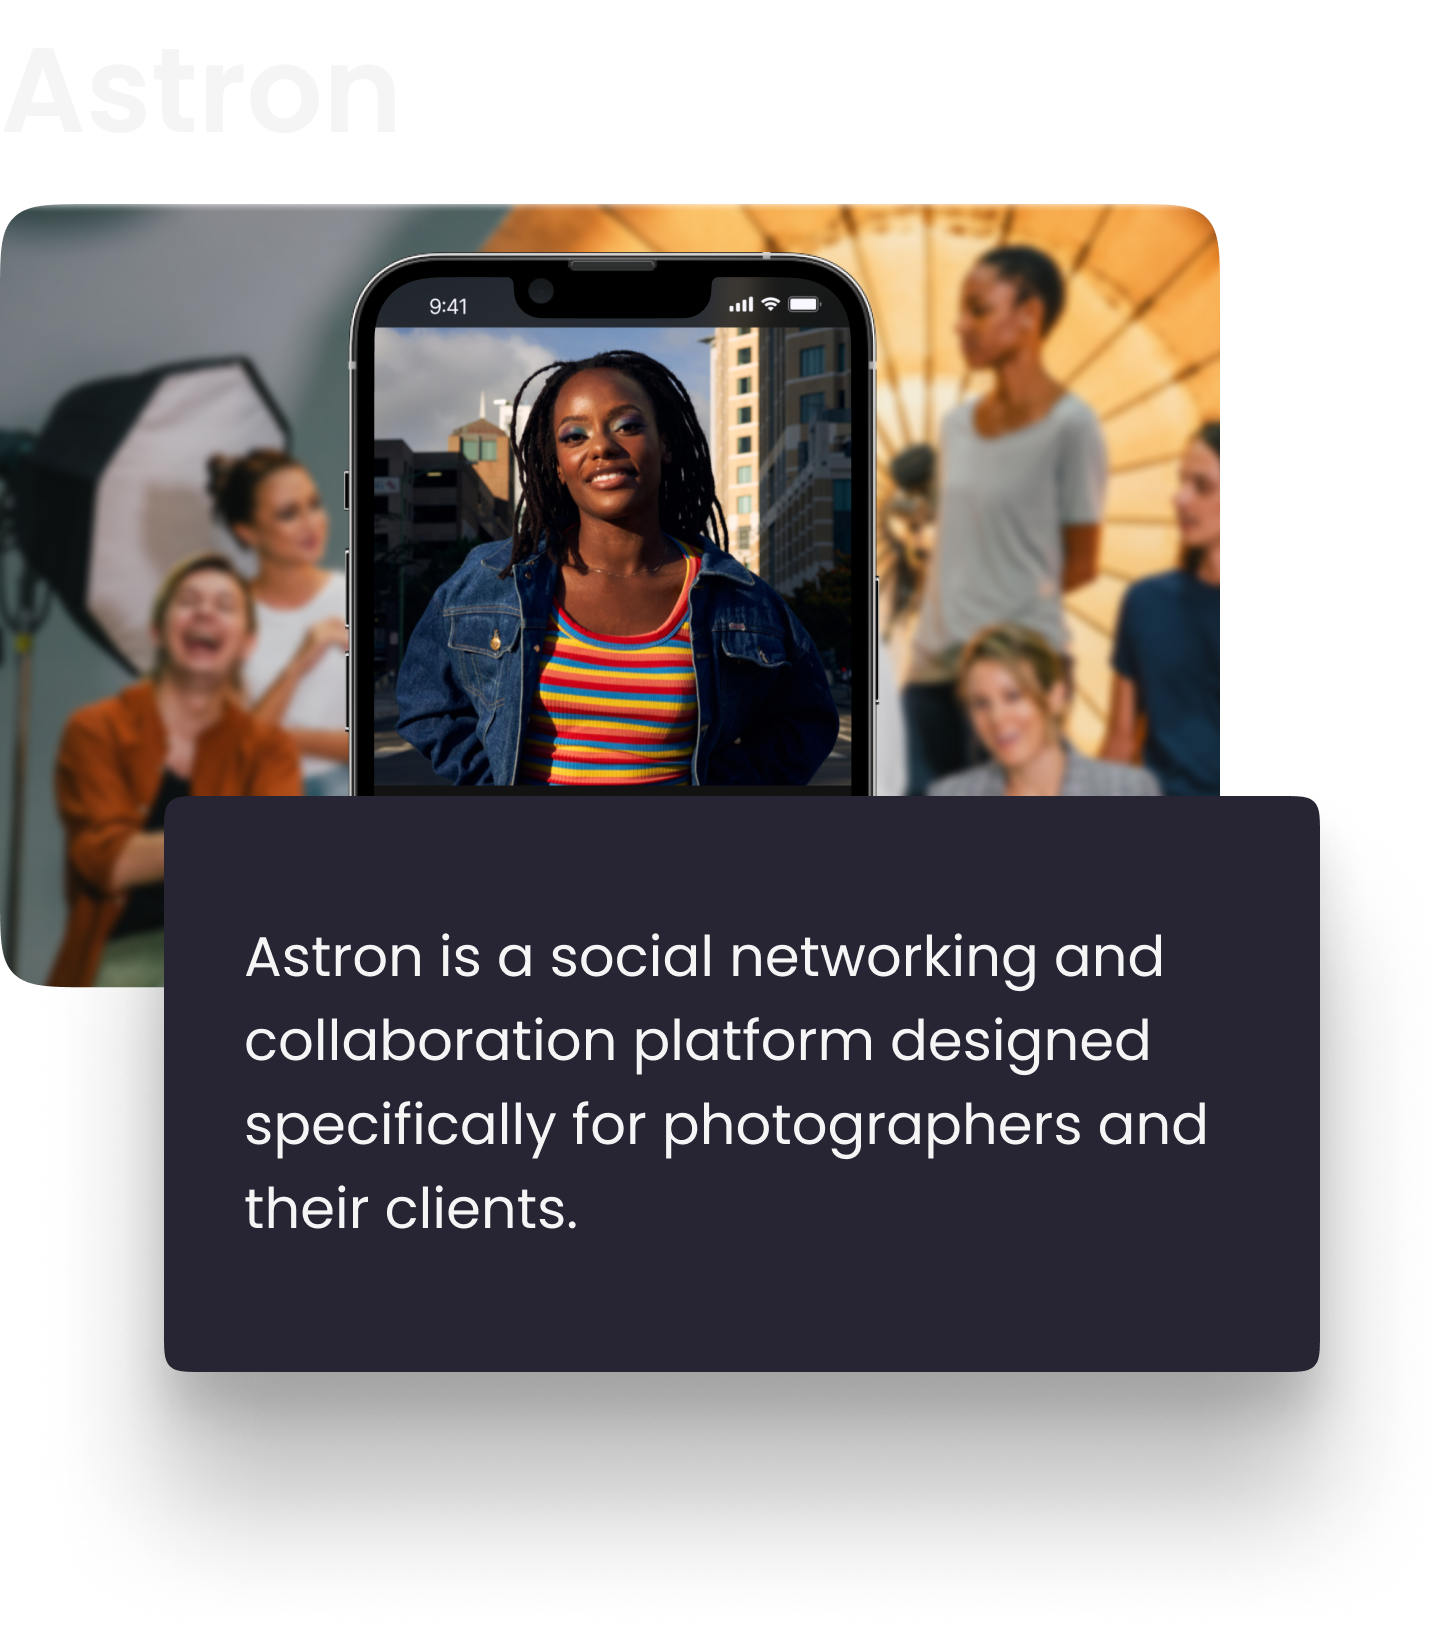 Astron
9:41
Astron is a social networking and
collaboration platform designed
specifically for photographers and
their clients.